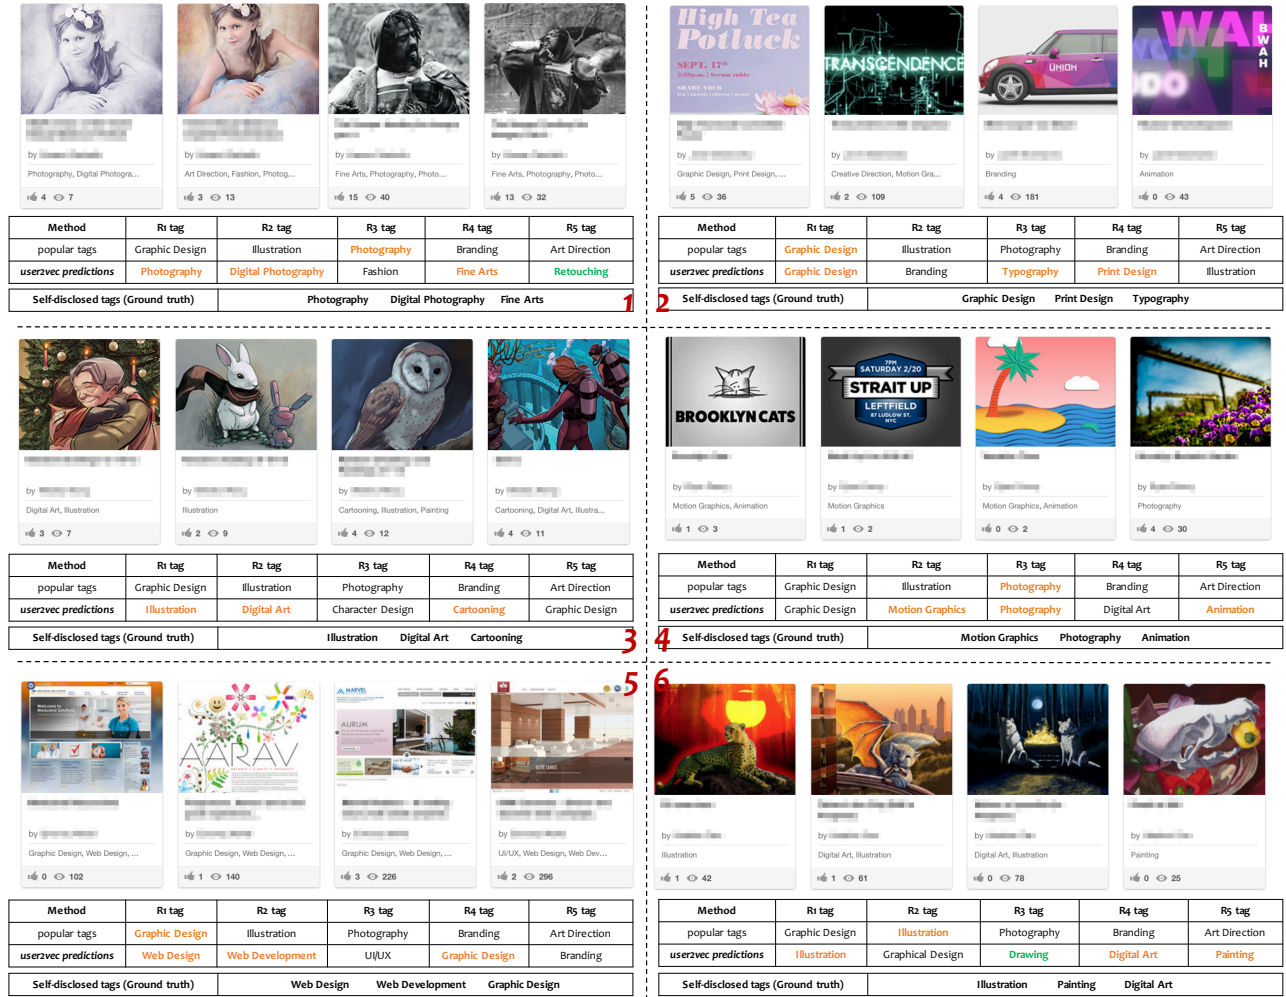 by
Photography, Digital Photogra...
4 7
by
Art Direction, Fashion, Photog...
3 13
by
Fine Arts, Photography, Photo...
15 40
by
Fine Arts, Photography, Photo...
13 32
Method R1 tag R2 tag R3 tag R4 tag R5 tag
popular tags Graphic Design Illustration Photography Branding Art Direction
user2vec predictions Photography Digital Photography Fashion Fine Arts Retouching
Self-disclosed tags (Ground truth) Photography Digital Photography Fine Arts
1
High Tea
Potluck
SEPT. 17th
2:30p.m. | Scrum table
SHARE YOUR
by
Graphic Design, Print Design, ...
5 36
TRANSCENDENCE
by
Creative Direction, Motion Gra...
2 109
UNION
by
Branding
4 181
WAH
BWAH
ODO
by
Animation
0 43
Method R1 tag R2 tag R3 tag R4 tag R5 tag
popular tags Graphic Design Illustration Photography Branding Art Direction
user2vec predictions Graphic Design Branding Typography Print Design Illustration
2
Self-disclosed tags (Ground truth) Graphic Design Print Design Typography
by
Digital Art, Illustration
3 7
by
Illustration
2 9
by
Cartooning, Illustration, Painting
4 12
by
Cartooning, Digital Art, Illustra...
4 11
Method R1 tag R2 tag R3 tag R4 tag R5 tag
popular tags Graphic Design Illustration Photography Branding Art Direction
user2vec predictions Illustration Digital Art Character Design Cartooning Graphic Design
Self-disclosed tags (Ground truth) Illustration Digital Art Cartooning
3
BROOKLYN CATS
by
Motion Graphics, Animation
1 3
7PM
SATURDAY 2/20
STRAIT UP
LEFTFIELD
87 LUDLOW ST.
NYC
by
Motion Graphics
1 2
by
Motion Graphics, Animation
0 2
by
Photography
4 30
Method R1 tag R2 tag R3 tag R4 tag R5 tag
popular tags Graphic Design Illustration Photography Branding Art Direction
user2vec predictions Graphic Design Motion Graphics Photography Digital Art Animation
4
Self-disclosed tags (Ground truth) Motion Graphics Photography Animation
5
Welcome to
by
Graphic Design, Web Design, ...
0 102
AARAV
by
Graphic Design, Web Design, ...
1 140
MARVEL
AURUM
by
Graphic Design, Web Design, ...
3 226
ELITE SERIES
by
UI/UX, Web Design, Web Dev...
2 296
Method R1 tag R2 tag R3 tag R4 tag R5 tag
popular tags Graphic Design Illustration Photography Branding Art Direction
user2vec predictions Web Design Web Development UI/UX Graphic Design Branding
Self-disclosed tags (Ground truth) Web Design Web Development Graphic Design
6
by
Illustration
1 42
by
Digital Art, Illustration
1 61
by
Digital Art, Illustration
0 78
by
Painting
0 25
Method R1 tag R2 tag R3 tag R4 tag R5 tag
popular tags Graphic Design Illustration Photography Branding Art Direction
user2vec predictions Illustration Graphical Design Drawing Digital Art Painting
Self-disclosed tags (Ground truth) Illustration Painting Digital Art